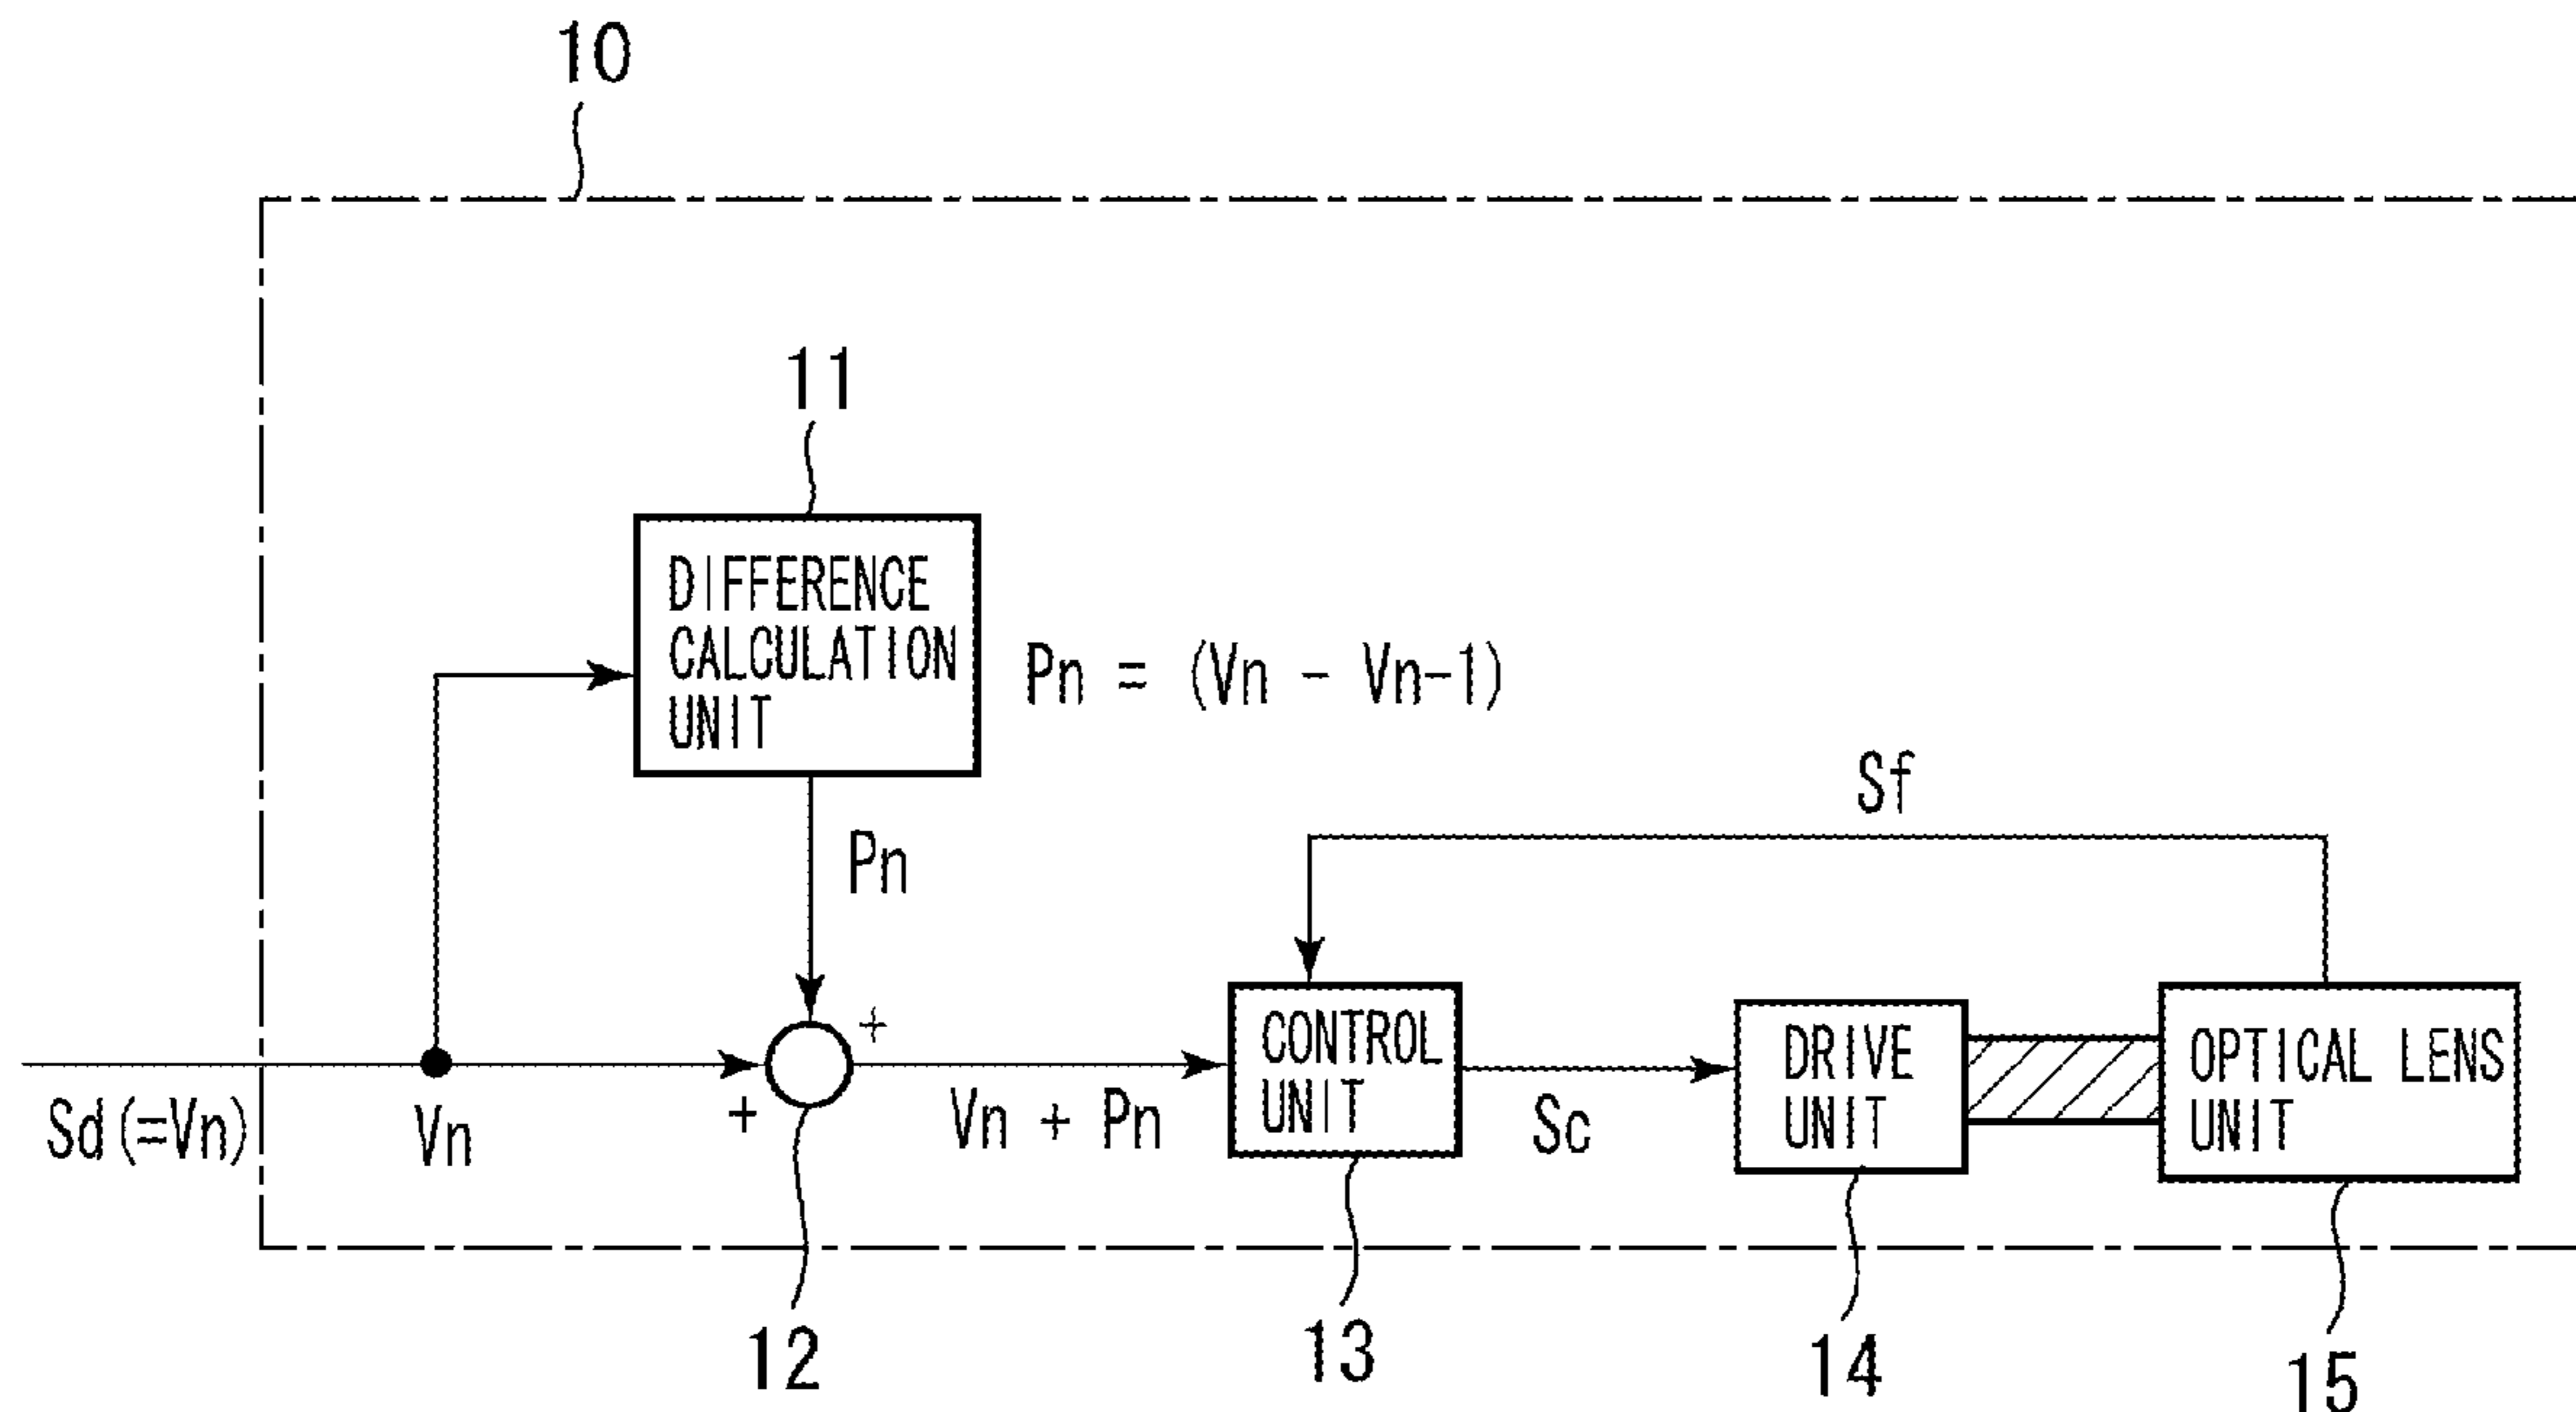 10
11
DIFFERENCE
CALCULATION
UNIT
Pn = (Vn - Vn-1)
Sf
Pn
+
CONTROL
UNIT
DRIVE
UNIT
OPTICAL LENS
UNIT
Sd(=Vn)
Vn
+
Vn + Pn
Sc
12
13
14
15